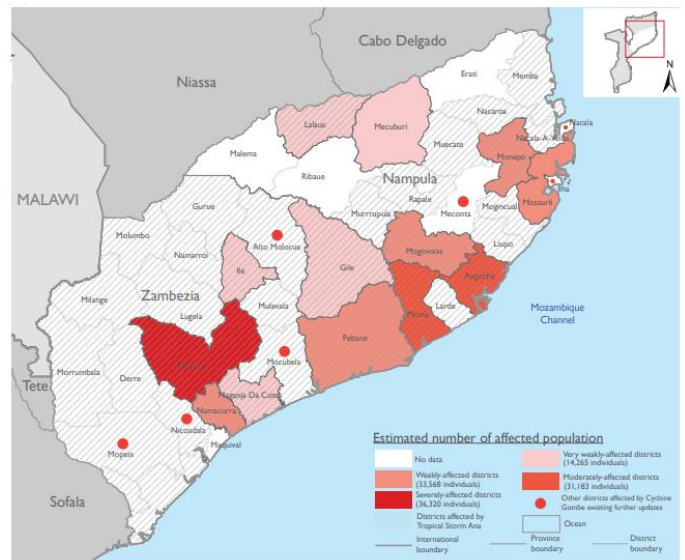 Cabo Delgado
Niassa
N
Erati
Memba
Lalaua
Mecuburi
Nacaroa
Nacala
Nacala-A-Velha
Muecate
Malema
Monapo
Ribaue
Nampula
MALAWI
Rapale
Meconta
Mogincual
Mossuril
Murrrupula
Gurue
Alto Molocue
Liupo
Molumbo
Mogovolas
Namarroi
Ile
Gile
Angoche
Milange
Zambezia
Moma
Larde
Mozambique
Channel
Lugela
Mulevala
Pebane
Morrumbala
Derre
Mocubela
Tete
Maganja Da Costa
Namacurra
Nicoadala
Maquival
Mopeia
Sofala
Estimated number of affected population
No data
Very weakly-affected districts
(14,265 individuals)
Weakly-affected districts
(33,568 individuals)
Moderately-affected districts
(31,183 individuals)
Severely-affected districts
(36,320 individuals)
Other districts affected by Cyclone
Gombe awaiting further updates
Districts affected by
Tropical Storm Ana
Ocean
International
boundary
Province
boundary
District
boundary